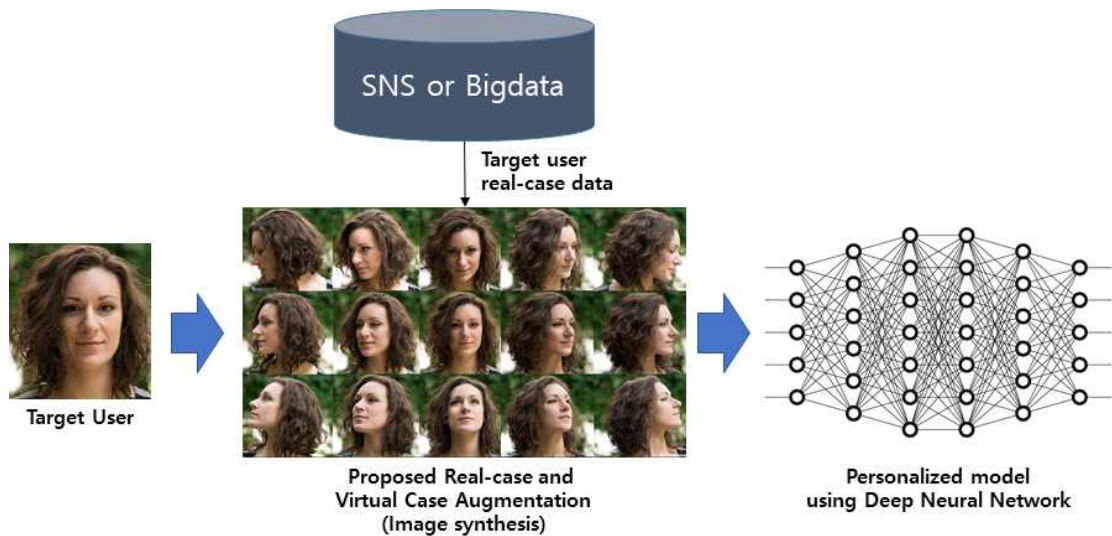 SNS or Bigdata
Target user
real-case data
Target User
Proposed Real-case and
Virtual Case Augmentation
(Image synthesis)
Personalized model
using Deep Neural Network